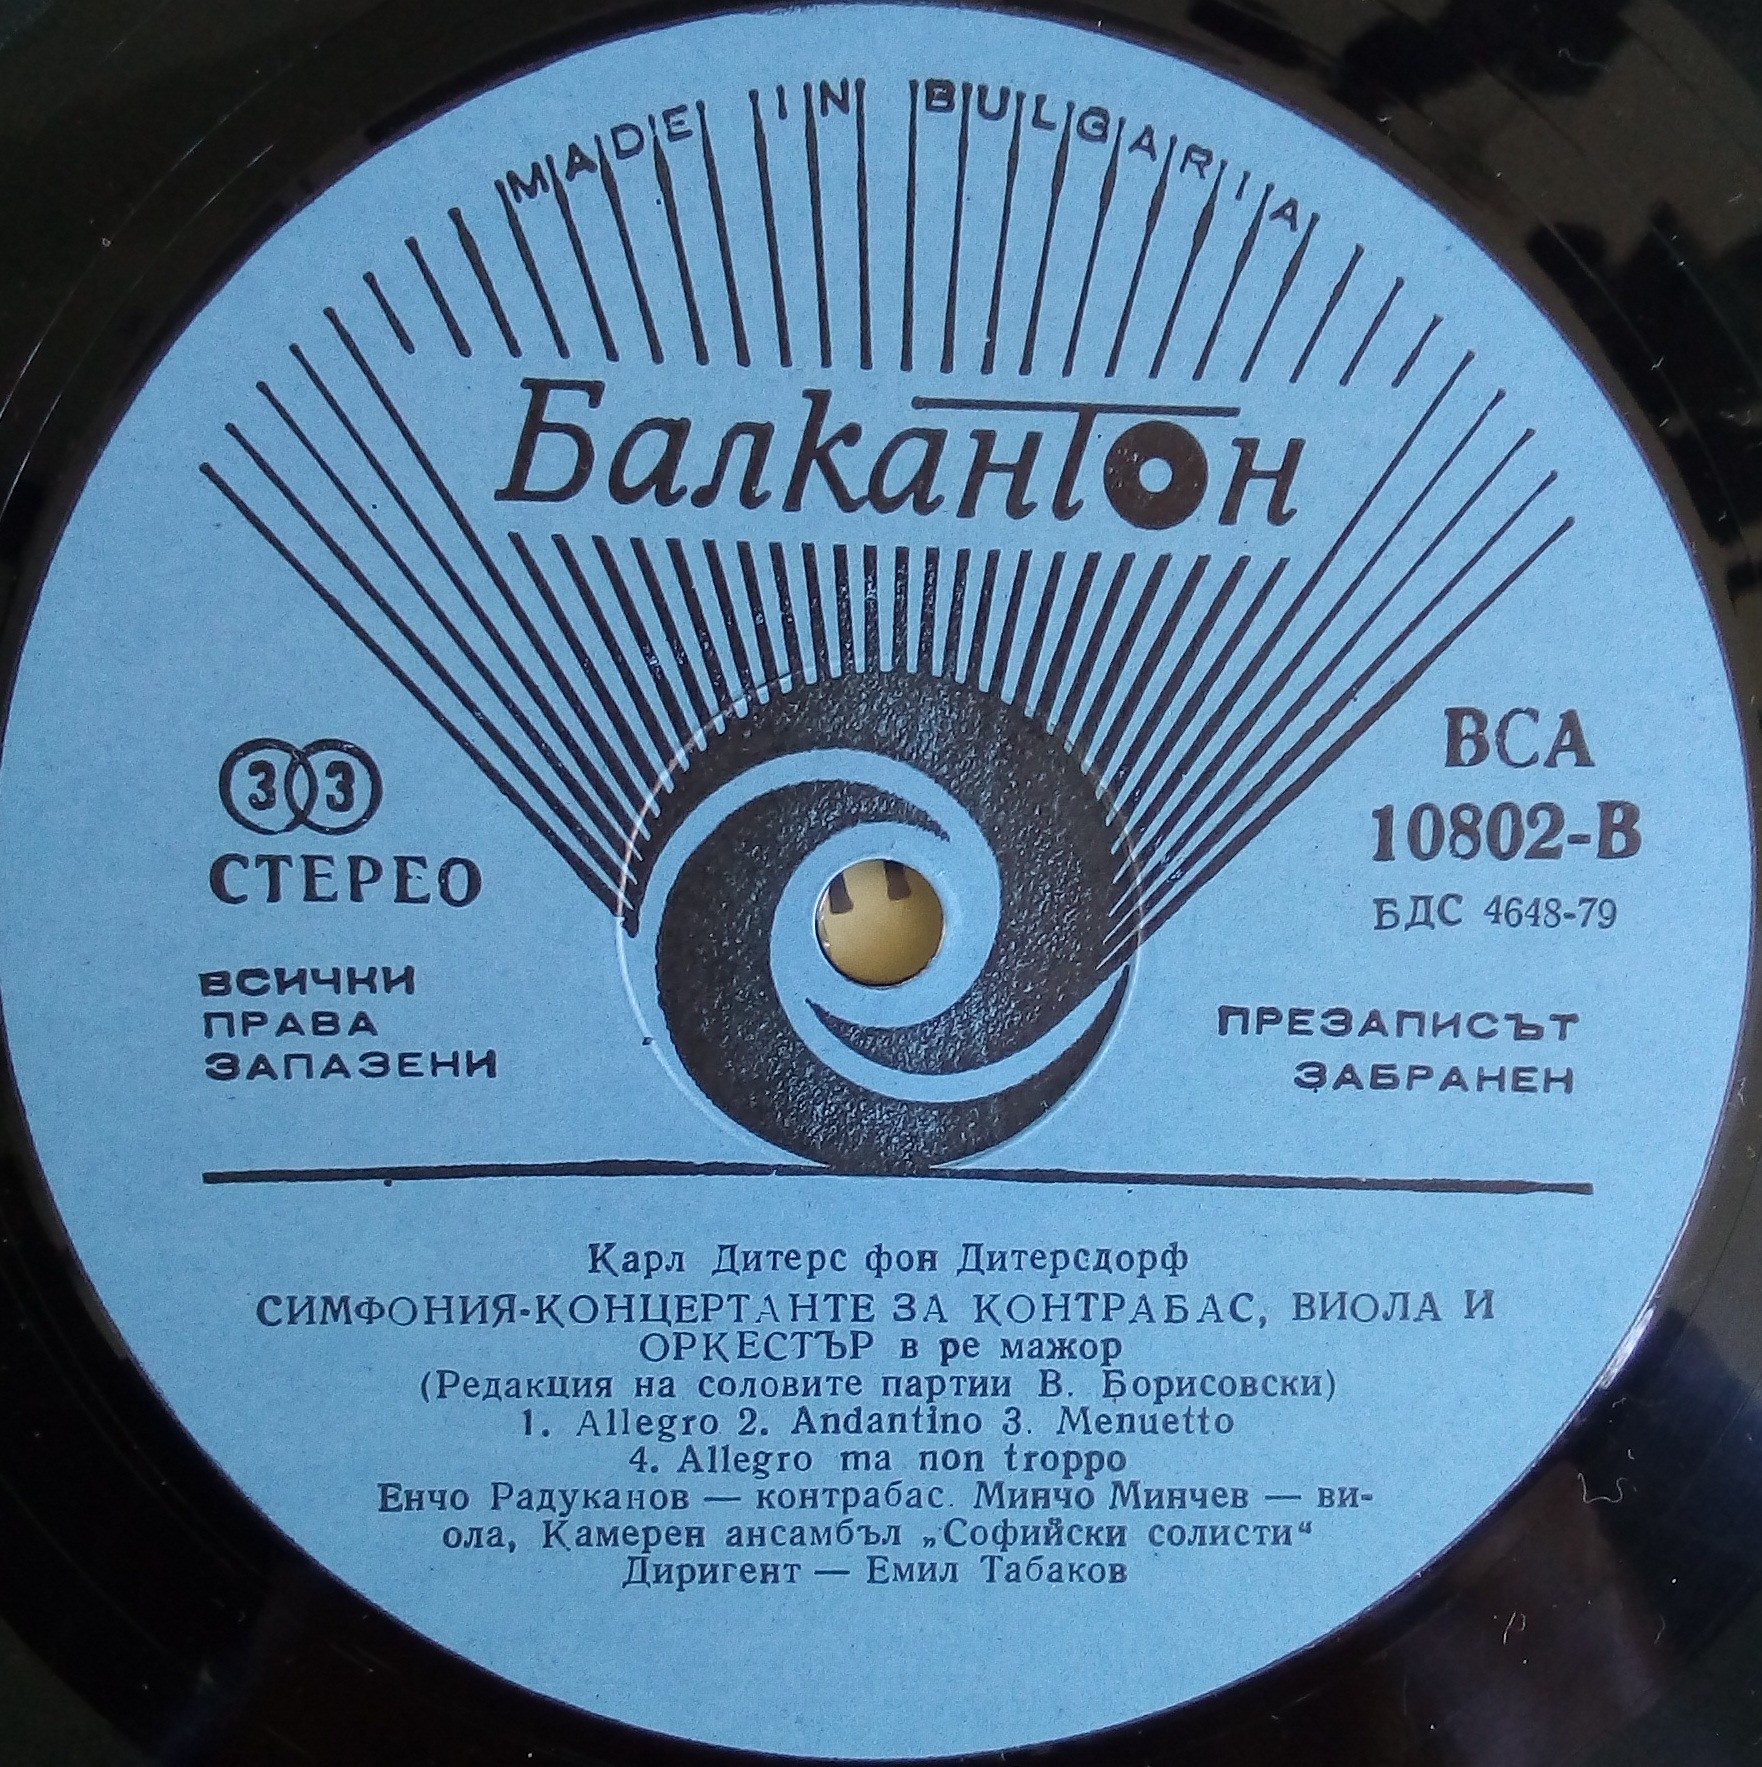 MADE IN BULGARIA
Балкантон
33
СТЕРЕО
ВСИЧКИ
ПРАВА
ЗАПАЗЕНИ
ВСА
10802-В
БДС 4648-79
ПРЕЗАПИСЪТ
ЗАБРАНЕН
Карл Дитерс фон Дитерсдорф
СИМФОНИЯ-КОНЦЕРТАНТЕ ЗА КОНТРАБАС, ВИОЛА И
ОРКЕСТЪР в ре мажор
(Редакция на соловите партии В. Борисовски)
1. Allegro 2. Andantino 3. Menuetto
4. Allegro ma non troppo
Енчо Радуканов — контрабас. Минчо Минчев — ви-
ола, Камерен ансамбъл „Софийски солисти“
Диригент — Емил Табаков